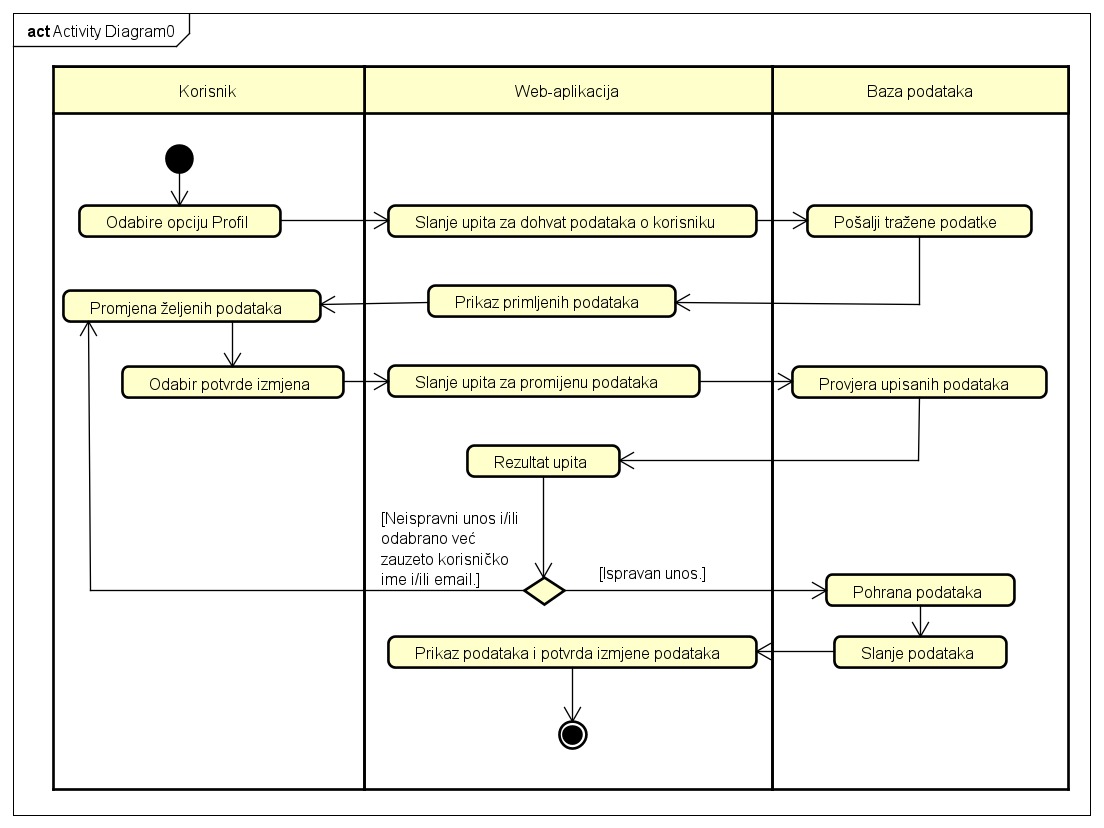 act Activity Diagram0
Korisnik
Web-aplikacija
Baza podataka
Odabire opciju Profil
Slanje upita za dohvat podataka o korisniku
Pošalji tražene podatke
Promjena željenih podataka
Prikaz primljenih podataka
Odabir potvrde izmjena
Slanje upita za promijenu podataka
Provjera upisanih podataka
Rezultat upita
[Neispravni unos i/ili
odabrano već
zauzeto korisničko
ime i/ili email.]
[Ispravan unos.]
Pohrana podataka
Prikaz podataka i potvrda izmjene podataka
Slanje podataka